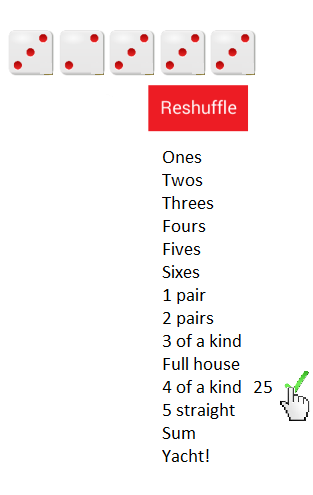 Reshuffle
Ones
Twos
Threes
Fours
Fives
Sixes
1 pair
2 pairs
3 of a kind
Full house
4 of a kind 25
5 straight
Sum
Yacht!